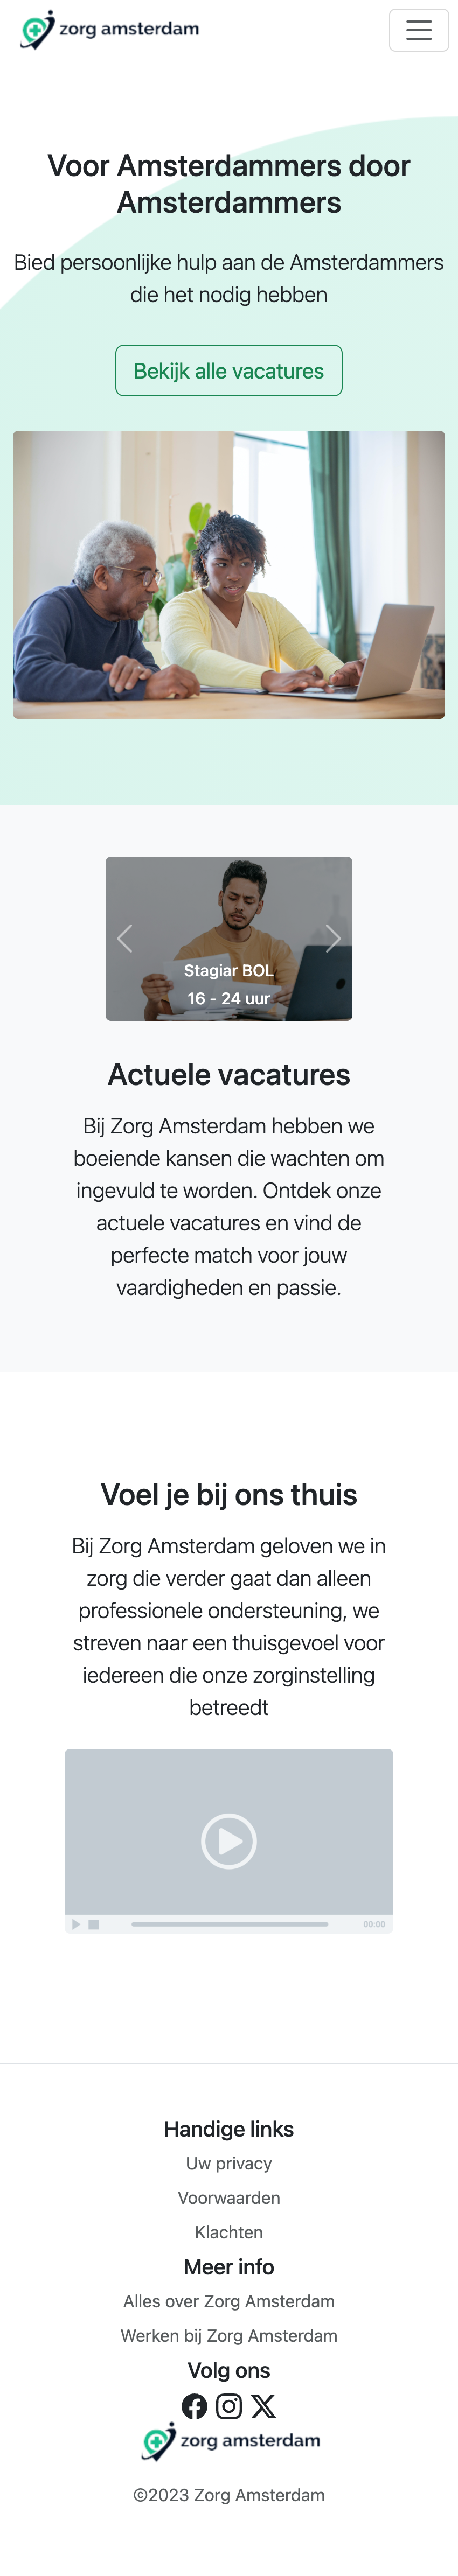 zorg amsterdam
Voor Amsterdammers door
Amsterdammers
Bied persoonlijke hulp aan de Amsterdammers
die het nodig hebben
Bekijk alle vacatures
Stagiar BOL
16 - 24 uur
Actuele vacatures
Bij Zorg Amsterdam hebben we
boeiende kansen die wachten om
ingevuld te worden. Ontdek onze
actuele vacatures en vind de
perfecte match voor jouw
vaardigheden en passie.
Voel je bij ons thuis
Bij Zorg Amsterdam geloven we in
zorg die verder gaat dan alleen
professionele ondersteuning, we
streven naar een thuisgevoel voor
iedereen die onze zorginstelling
betreedt
00:00
Handige links
Uw privacy
Voorwaarden
Klachten
Meer info
Alles over Zorg Amsterdam
Werken bij Zorg Amsterdam
Volg ons
zorg amsterdam
©2023 Zorg Amsterdam